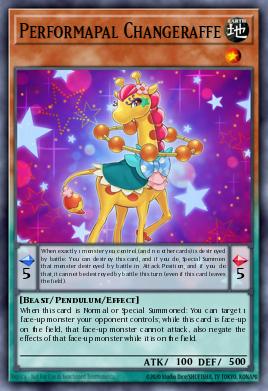 PERFORMAPAL CHANGERAFFE
EARTH
地
When exactly 1 monster you control (and no other cards) is destroyed
by battle: You can destroy this card, and if you do, Special Summon
that monster destroyed by battle in Attack Position, and if you do
that, it cannot be destroyed by battle this turn (even if this card leaves
the field).
5
5
[BEAST/PENDULUM/EFFECT]
When this card is Normal or Special Summoned: You can target 1
face-up monster your opponent controls; while this card is face-up
on the field, that face-up monster cannot attack, also negate the
effects of that face-up monster while it is on the field.
ATK/ 100 DEF/ 500